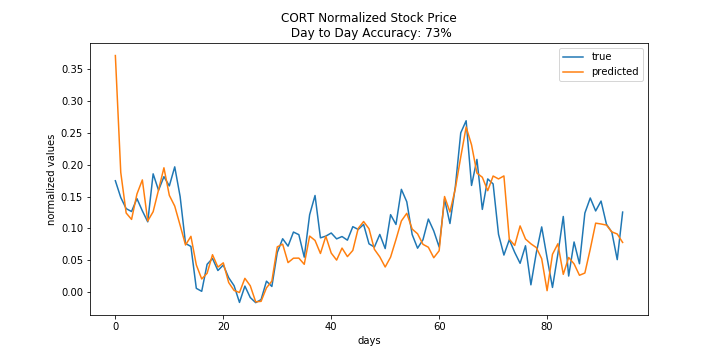 CORT Normalized Stock Price
Day to Day Accuracy: 73%
true
predicted
0.35
0.30
0.25
0.20
0.15
0.10
0.05
0.00
normalized values
0 20 40 60 80
days